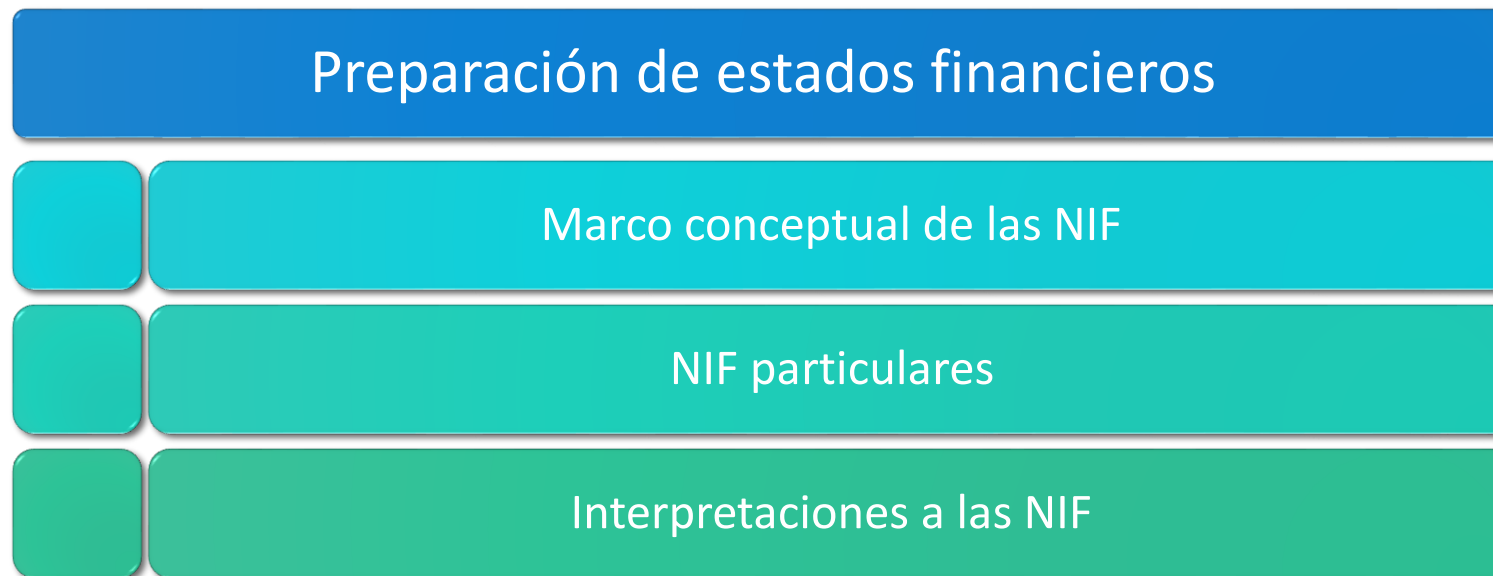 Preparación de estados financieros
Marco conceptual de las NIF
NIF particulares
Interpretaciones a las NIF